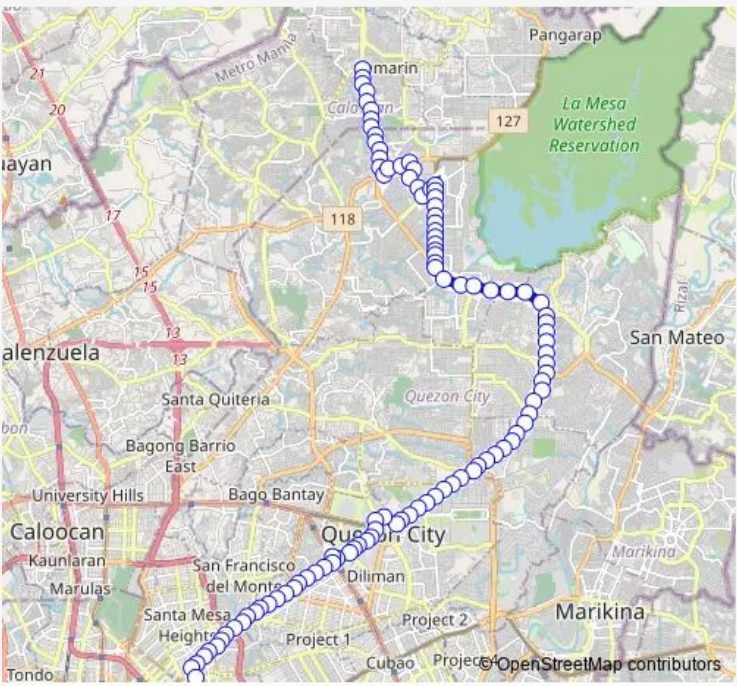 Pangarap
Metro Manila
marin
21
20
La Mesa
Watershed
Reservation
127
uayan
17
118
15
15
Rizal
13
13
San Mateo
alenzuela
Santa Quiteria
Quezon City
bon
Bagong Barrio
East
University Hills
Bago Bantay
Caloocan
Quezon City
Kaunlaran
San Francisco
del Monte
Marikina
Marulas
Diliman
Santa Mesa
Heights
Marikina
Project 2
Project 1
Cubao
Project 4
© OpenStreetMap contributors
Tondo